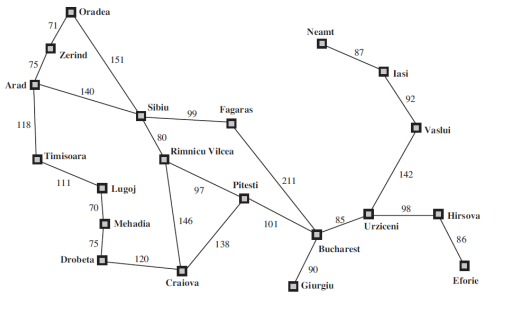 Oradea
71
Neamt
Zerind
87
151
75
Iasi
Arad
140
92
Sibiu
99
Fagaras
118
Vaslui
80
Timisoara
Rimnicu Vilcea
142
111
211
Lugoj
97
Pitesti
70
98
146
85
Hirsova
Mehadia
101
Urziceni
138
86
75
Bucharest
Drobeta
120
90
Craiova
Giurgiu
Eforie